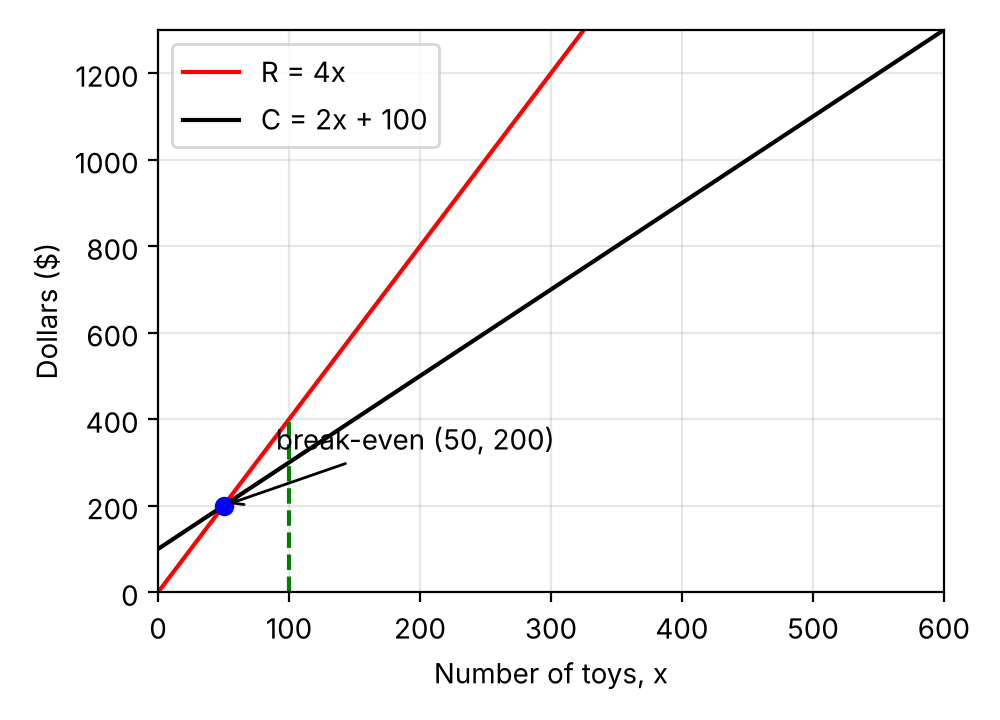 R = 4x
C = 2x + 100
1200
1000
800
600
400
200
0
Dollars ($)
break-even (50, 200)
0 100 200 300 400 500 600
Number of toys, x